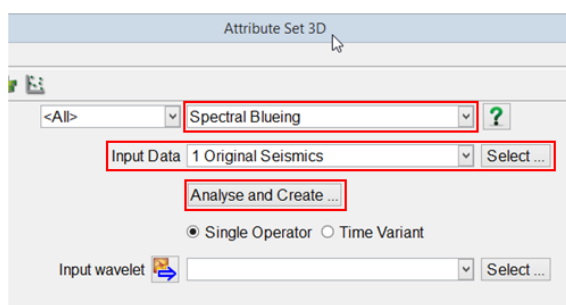 Attribute Set 3D
<All> Spectral Blueing ?
Input Data 1 Original Seismics Select ...
Analyse and Create ...
Single Operator Time Variant
Input wavelet Select ...